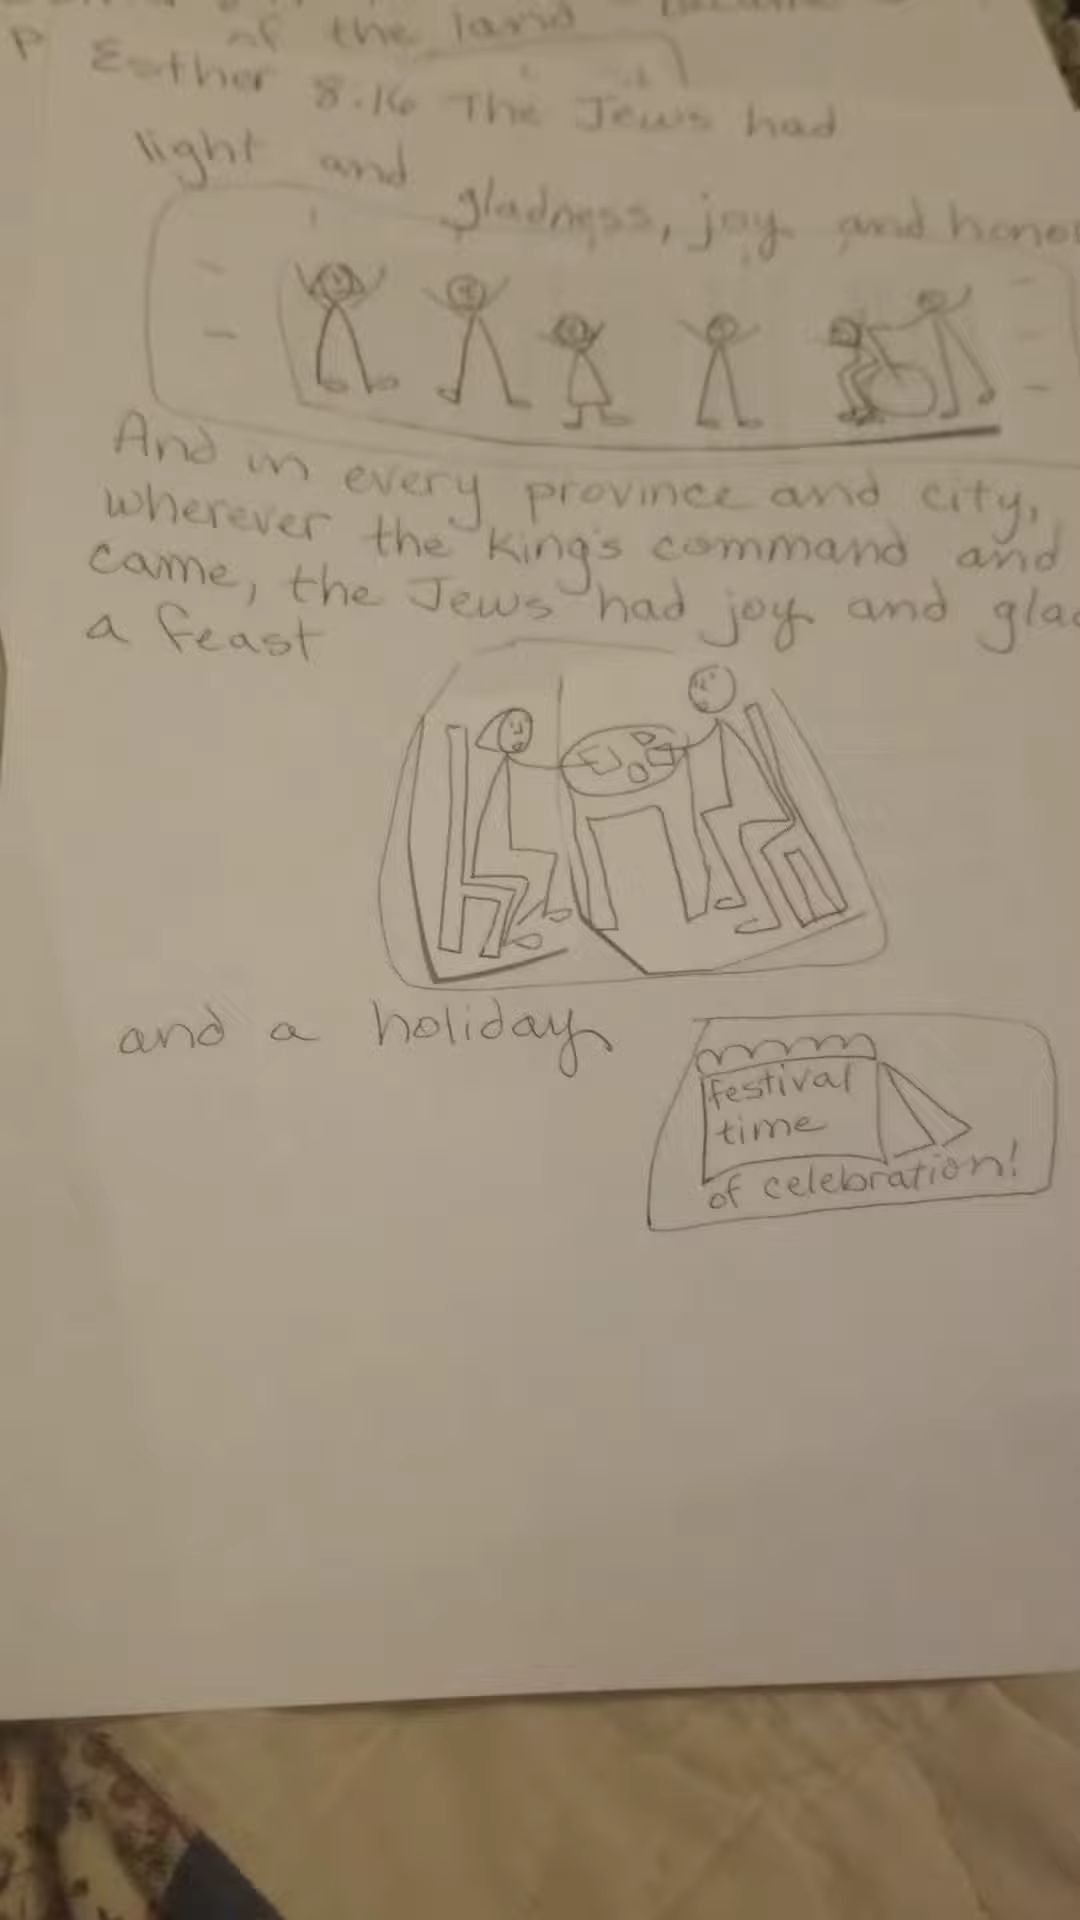 of the land
Esther 8:16 The Jews had
light and gladness, joy and
And in every province and city,
wherever the king's command and
came, the Jews had joy and
a feast
and a holiday
festival
time
of celebration!